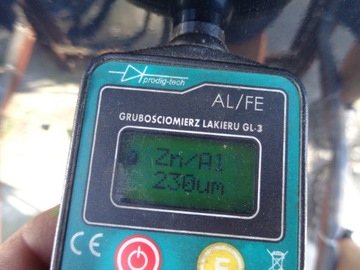 prodig-tech
AL/FE
GRUBOSCIOMIERZ LAKIERU GL-3
Zn/Al
230um
CE
F